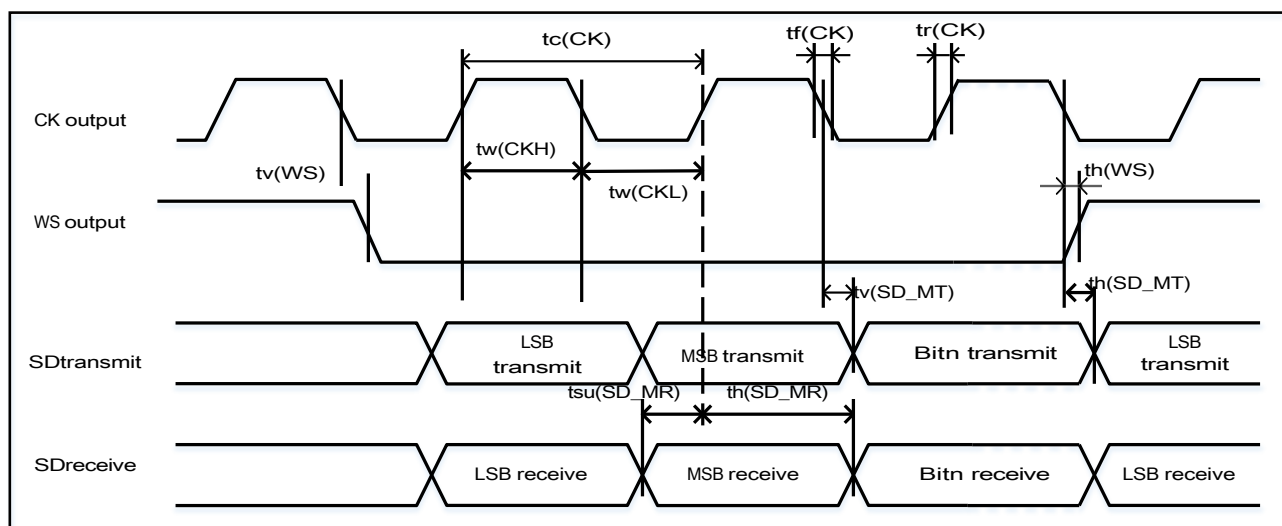 tc(CK)
tf(CK)
tr(CK)
CK output
tw(CKH)
tv(WS)
tw(CKL)
th(WS)
WS output
tv(SD_MT)
th(SD_MT)
SDtransmit
LSB
transmit
MSB transmit
Bitn transmit
LSB
transmit
tsu(SD_MR)
th(SD_MR)
SDreceive
LSB receive
MSB receive
Bitn receive
LSB receive